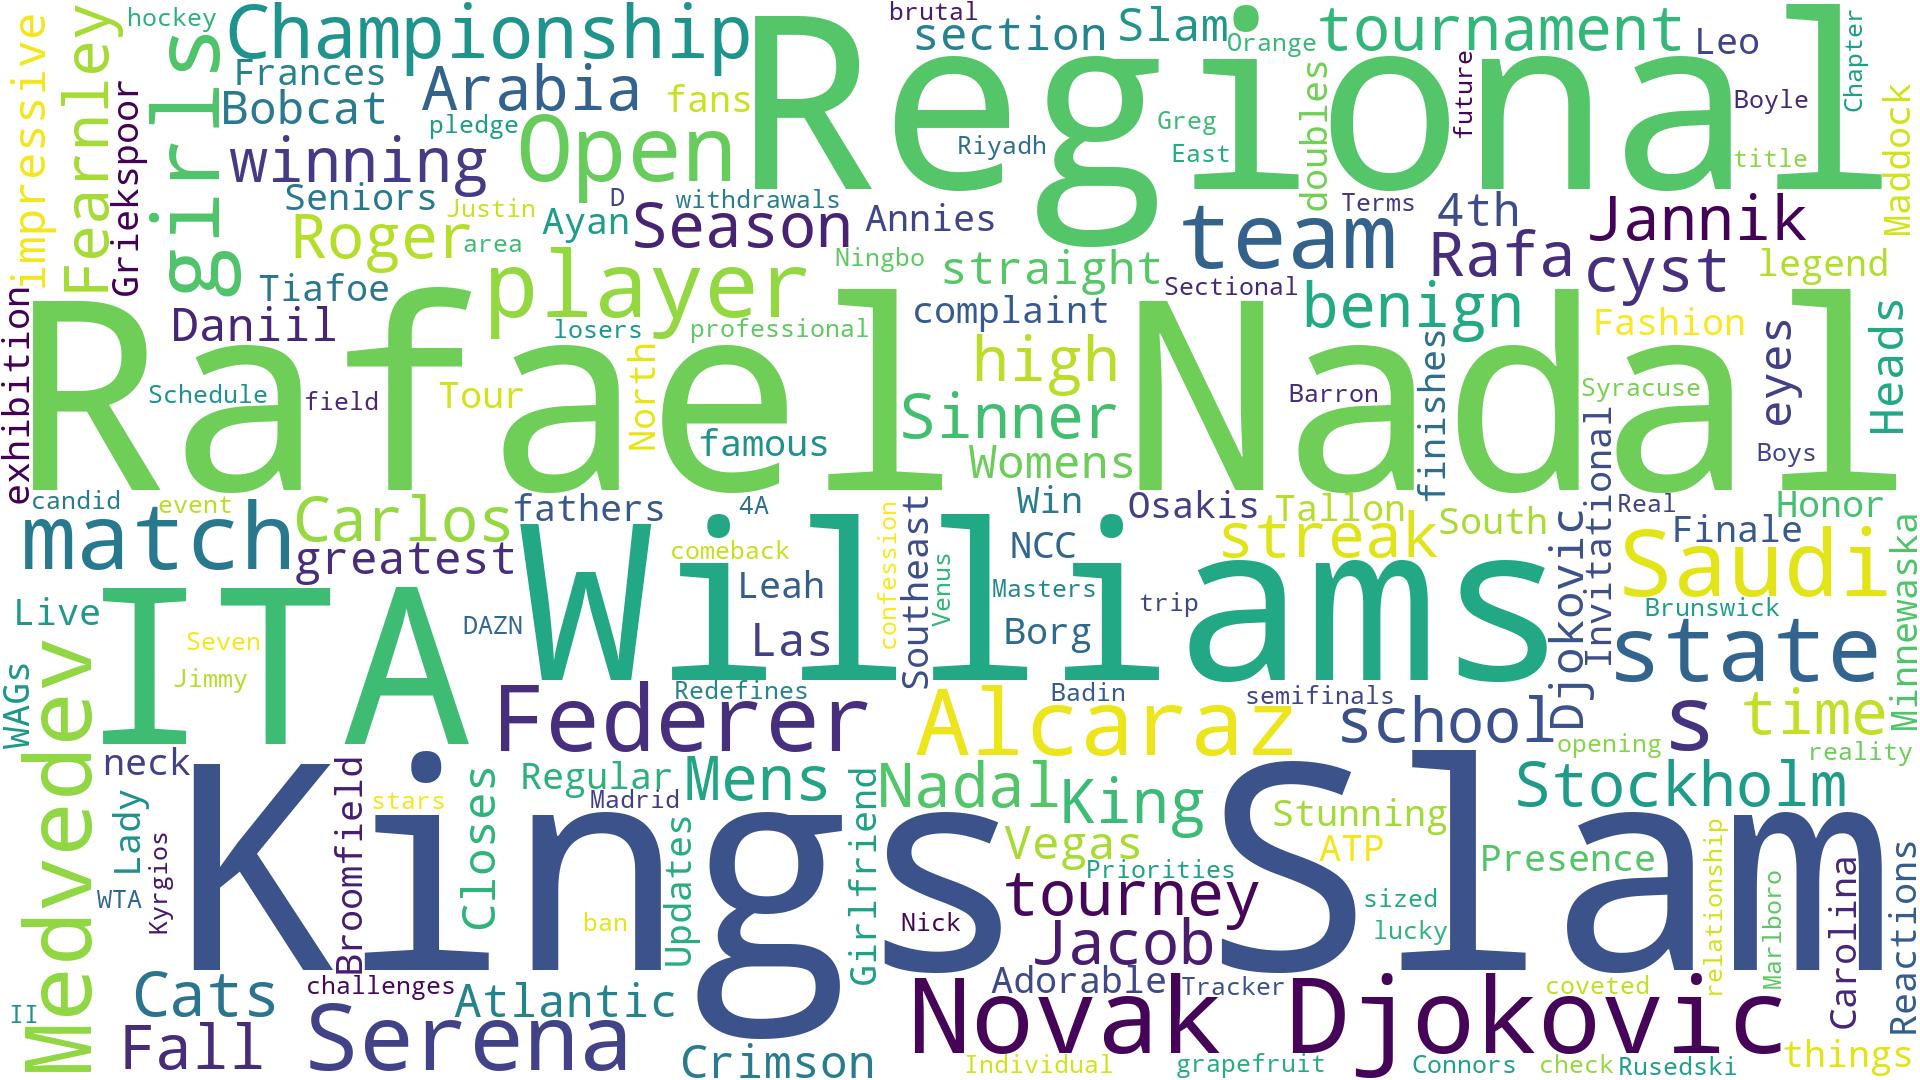 hockey
Championship
brutal
section
Slam
Orange
tournament
Leo
Chapter
impressive
Fearnley
girls
Frances
Arabia
fans
Regional
doubles
future
Boyle
Maddock
Griekspoor
Bobcat
pledge
Open
Riyadh
Greg
East
title
winning
Seniors
Justin
D
withdrawals
Ayan
Season
Annies
team
Terms
4th
Jannik
Roger
area
player
Ningbo
straight
Rafa
cyst
legend
Tiafoe
Sectional
Daniil
losers
professional
complaint
benign
Fashion
eyes
Heads
exhibition
Rafael Nadal
Schedule
field
Tour
North
famous
high
Sinner
Womens
Barron
finishes
Syracuse
Boys
candid
event
match
Carlos
greatest
fathers
4A
comeback
Win
NCC
Osakis
Tallon
streak
South
Invitational
Real
Finale
Honor
Saudi
Minnewaska
Live
ITA
Seven
Jimmy
DAZN
Williams
Leah
Las
confession
Southeast
Venus
Masters
Borg
trip
Djokovic
Brunswick
state
WAGs
Medvedev
Federer
Redefines
Alcaraz
Badin
semifinals
school
s
time
opening
reality
neck
Kings Slam
Broomfield
stars
Closes
Regular
Madrid
Mens
Updates
Girlfriend
Nadal
King
Vegas
Priorities
Stunning
ATP
Stockholm
Presence
Lady
Kyrgios
WTA
ban
Nick
tourney
Jacob
sized
lucky
relationship
Marlboro
Carolina
Reactions
Cats
challenges
Atlantic
Adorable
Tracker
coveted
II
Fall
Serena
Crimson
Novak Djokovic
Individual
grapefruit
Connors
check
Rusedski
things